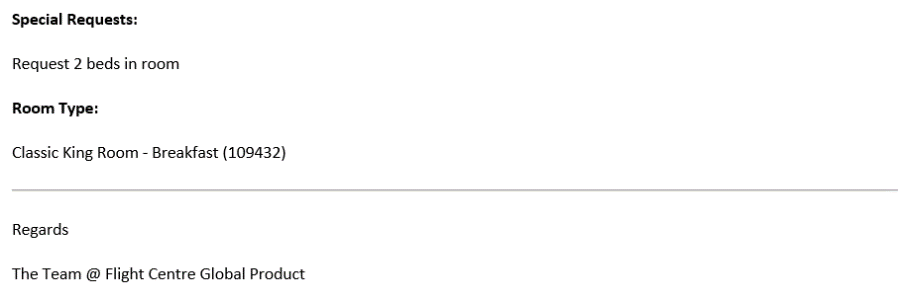 Special Requests:
Request 2 beds in room
Room Type:
Classic King Room - Breakfast (109432)
Regards
The Team @ Flight Centre Global Product